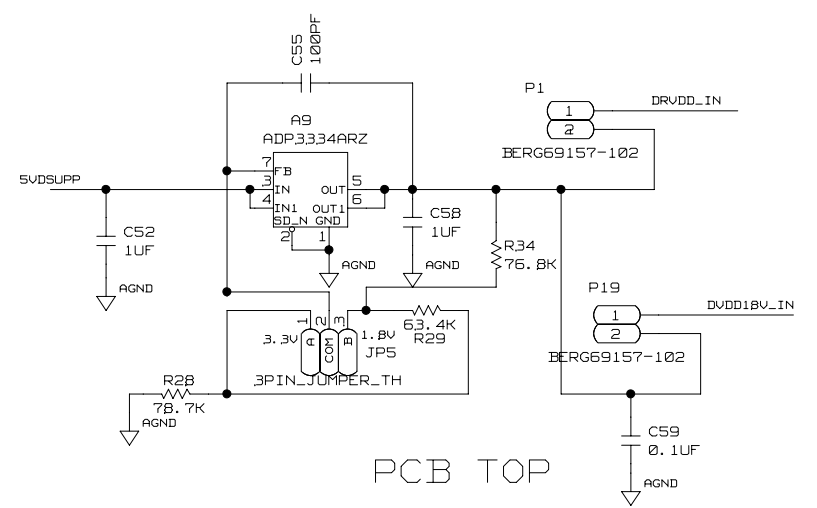 C55
100PF
P1
DRVDD_IN
1
2
BERG69157-102
A9
ADP3334ARZ
7 FB
3 IN OUT 5
4 IN1 OUT1 6
SD_N GND
2 1
5VDSUPP
C52
1UF
AGND
C58
1UF
AGND
AGND
R34
76.8K
P19
DVDD18V_IN
1
2
BERG69157-102
1 2 3
3.3V A COM B 1.8V
JP5
3PIN_JUMPER_TH
63.4K
R29
R28
78.7K
AGND
C59
0.1UF
AGND
PCB TOP